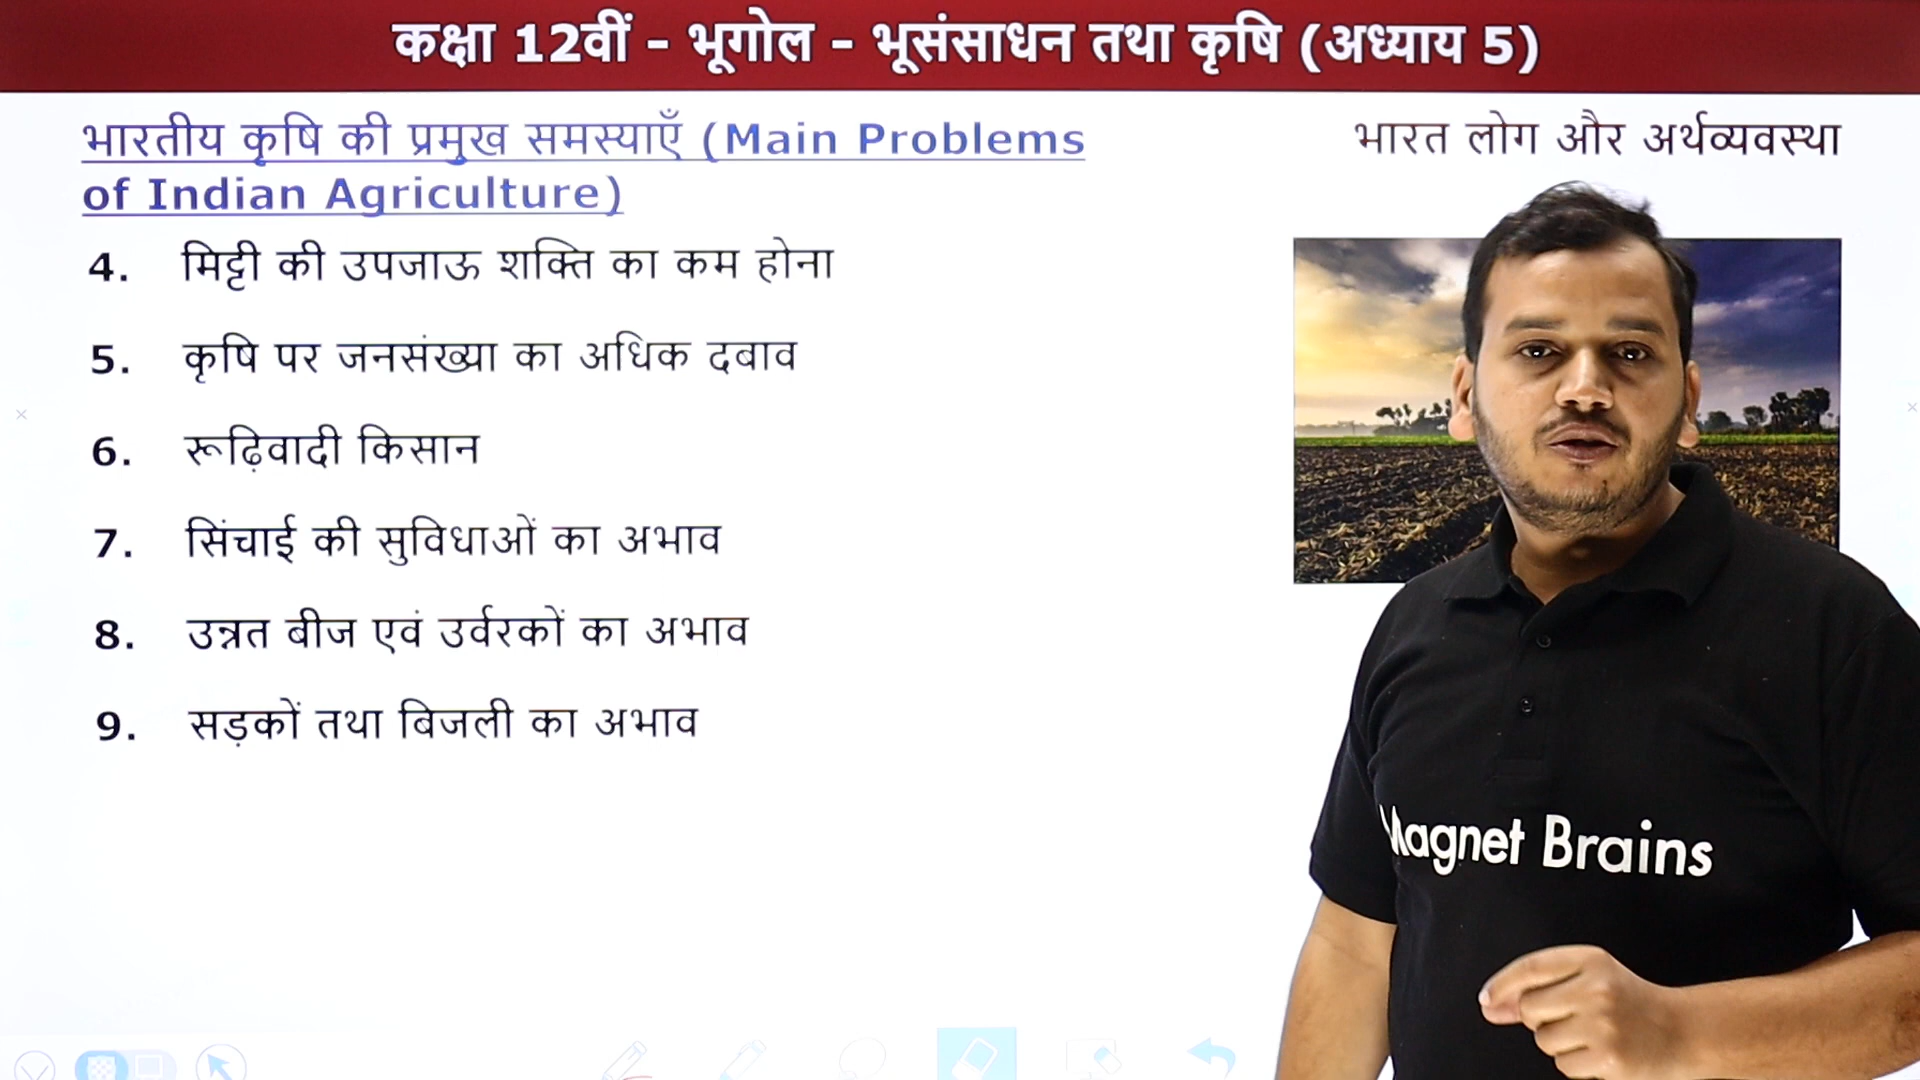 कक्षा 12वीं - भूगोल - भूसंसाधन तथा कृषि (अध्याय 5)
भारतीय कृषि की प्रमुख समस्याएँ (Main Problems
of Indian Agriculture)
भारत लोग और अर्थव्यवस्था
4. मिट्टी की उपजाऊ शक्ति का कम होना
5. कृषि पर जनसंख्या का अधिक दबाव
6. रूढ़िवादी किसान
7. सिंचाई की सुविधाओं का अभाव
8. उन्नत बीज एवं उर्वरकों का अभाव
9. सड़कों तथा बिजली का अभाव
Magnet Brains